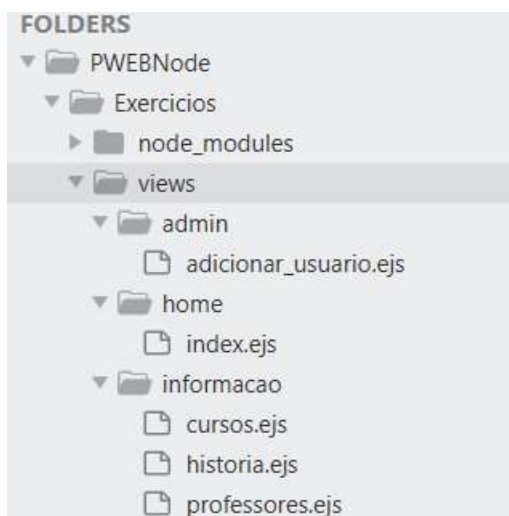 FOLDERS
PWEBNode
Exercicios
node_modules
views
admin
adicionar_usuario.ejs
home
index.ejs
informacao
cursos.ejs
historia.ejs
professores.ejs